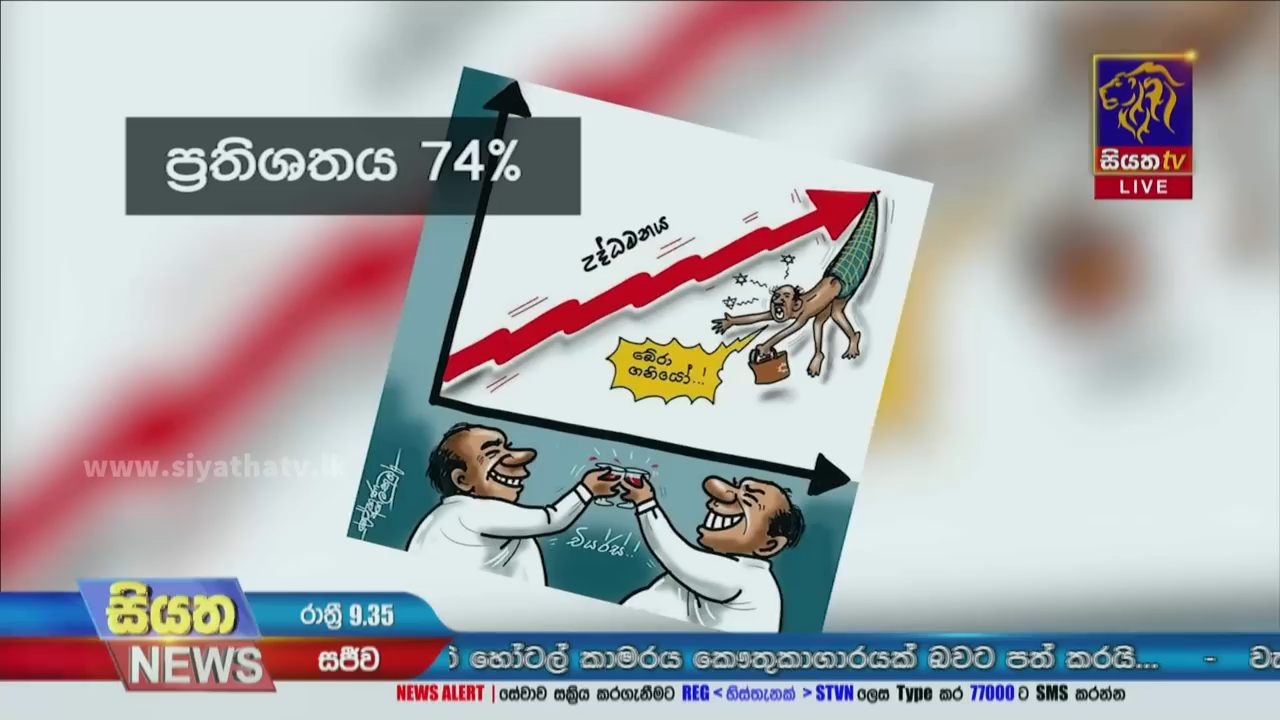 ප්‍රතිශතය 74%
සියත tv
LIVE
උද්ධමනය
බේරා
ගනියෝ...!
www.siyathatv.lk
චියර්ස්..!
සියත
NEWS
රාත්‍රී 9.35
සජීව
හෝටල් කාමරය කෞතුකාගාරයක් බවට පත් කරයි... -
NEWS ALERT | සේවාව සක්‍රිය කරගැනීමට REG < හිස්තැනක් > STVN ලෙස Type කර 77000 ට SMS කරන්න